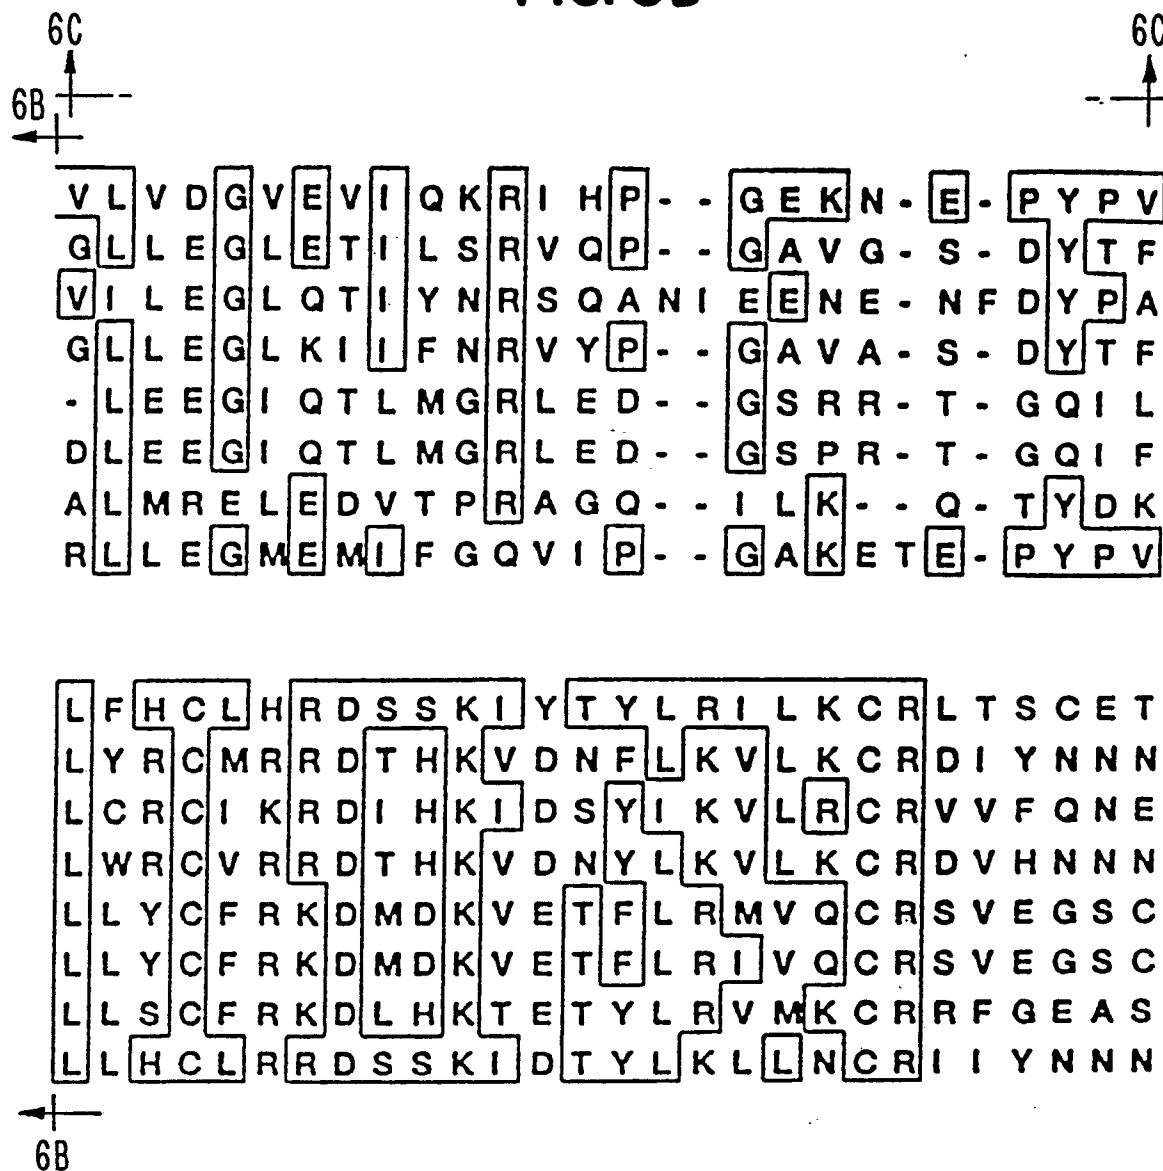 6C 6C
6B
V L V D G V E V I Q K R I H P - - G E K N - E - P Y P V
G L L E G L E T I L S R V Q P - - G A V G - S - D Y T F
V I L E G L Q T I Y N R S Q A N I E E N E - N F D Y P A
G L L E G L K I I F N R V Y P - - G A V A - S - D Y T F
- L E E G I Q T L M G R L E D - - G S R R - T - G Q I L
D L E E G I Q T L M G R L E D - - G S P R - T - G Q I F
A L M R E L E D V T P R A G Q - - I L K - - Q - T Y D K
R L L E G M E M I F G Q V I P - - G A K E T E - P Y P V
L F H C L H R D S S K I Y T Y L R I L K C R L T S C E T
L Y R C M R R D T H K V D N F L K V L K C R D I Y N N N
L C R C I K R D I H K I D S Y I K V L R C R V V F Q N E
L W R C V R R D T H K V D N Y L K V L K C R D V H N N N
L L Y C F R K D M D K V E T F L R M V Q C R S V E G S C
L L Y C F R K D M D K V E T F L R I V Q C R S V E G S C
L L S C F R K D L H K T E T Y L R V M K C R R F G E A S
L L H C L R R D S S K I D T Y L K L L N C R I I Y N N N
6B